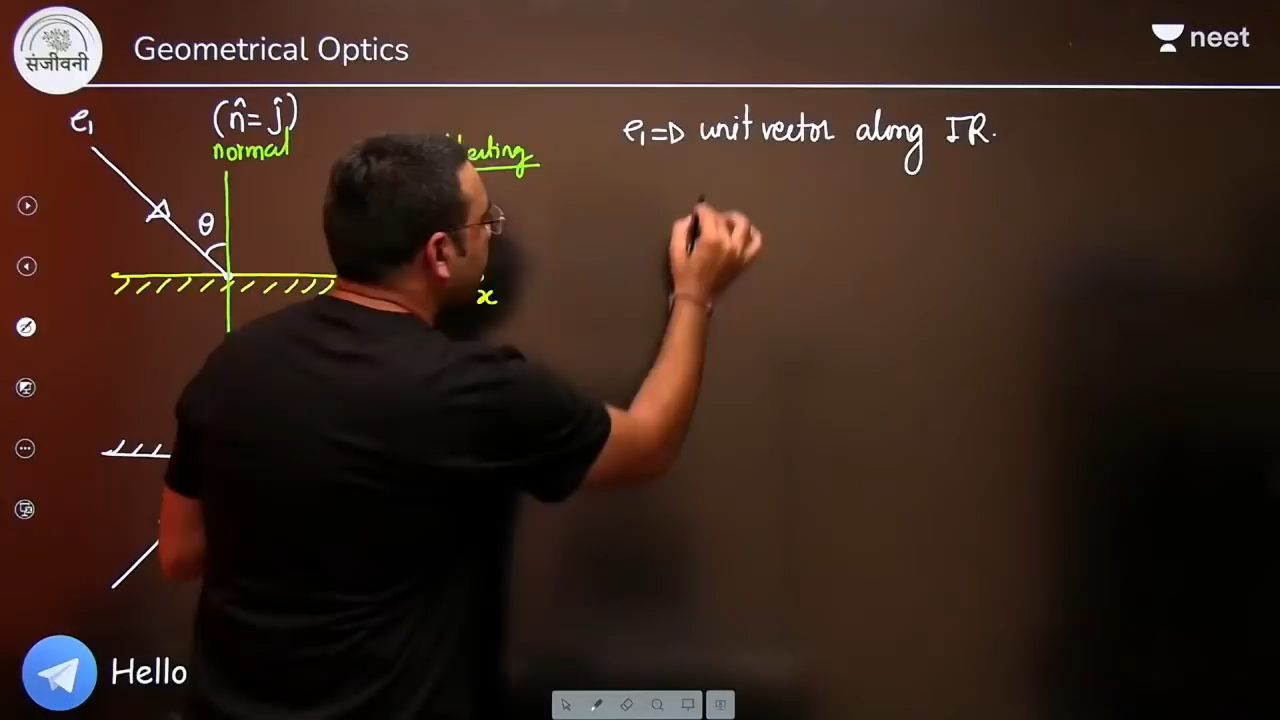 संजीवनी
Geometrical Optics
neet
e₁
(n̂=ĵ)
normal
θ
x
e₁⇒ unit vector along IR.
Hello